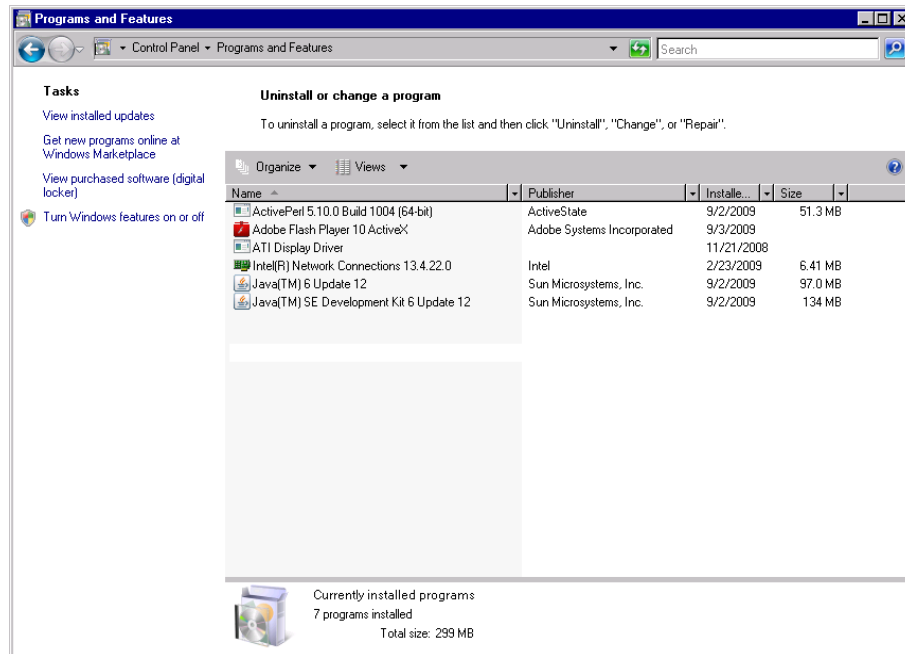 Programs and Features
Control Panel Programs and Features
Search
Tasks
View installed updates
Get new programs online at
Windows Marketplace
View purchased software (digital
locker)
Turn Windows features on or off
Uninstall or change a program
To uninstall a program, select it from the list and then click "Uninstall", "Change", or "Repair".
Organize Views
Name Publisher Installe... Size
ActivePerl 5.10.0 Build 1004 (64-bit) ActiveState 9/2/2009 51.3 MB
Adobe Flash Player 10 ActiveX Adobe Systems Incorporated 9/3/2009
ATI Display Driver 11/21/2008
Intel(R) Network Connections 13.4.22.0 Intel 2/23/2009 6.41 MB
Java(TM) 6 Update 12 Sun Microsystems, Inc. 9/2/2009 97.0 MB
Java(TM) SE Development Kit 6 Update 12 Sun Microsystems, Inc. 9/2/2009 134 MB
Currently installed programs
7 programs installed
Total size: 299 MB